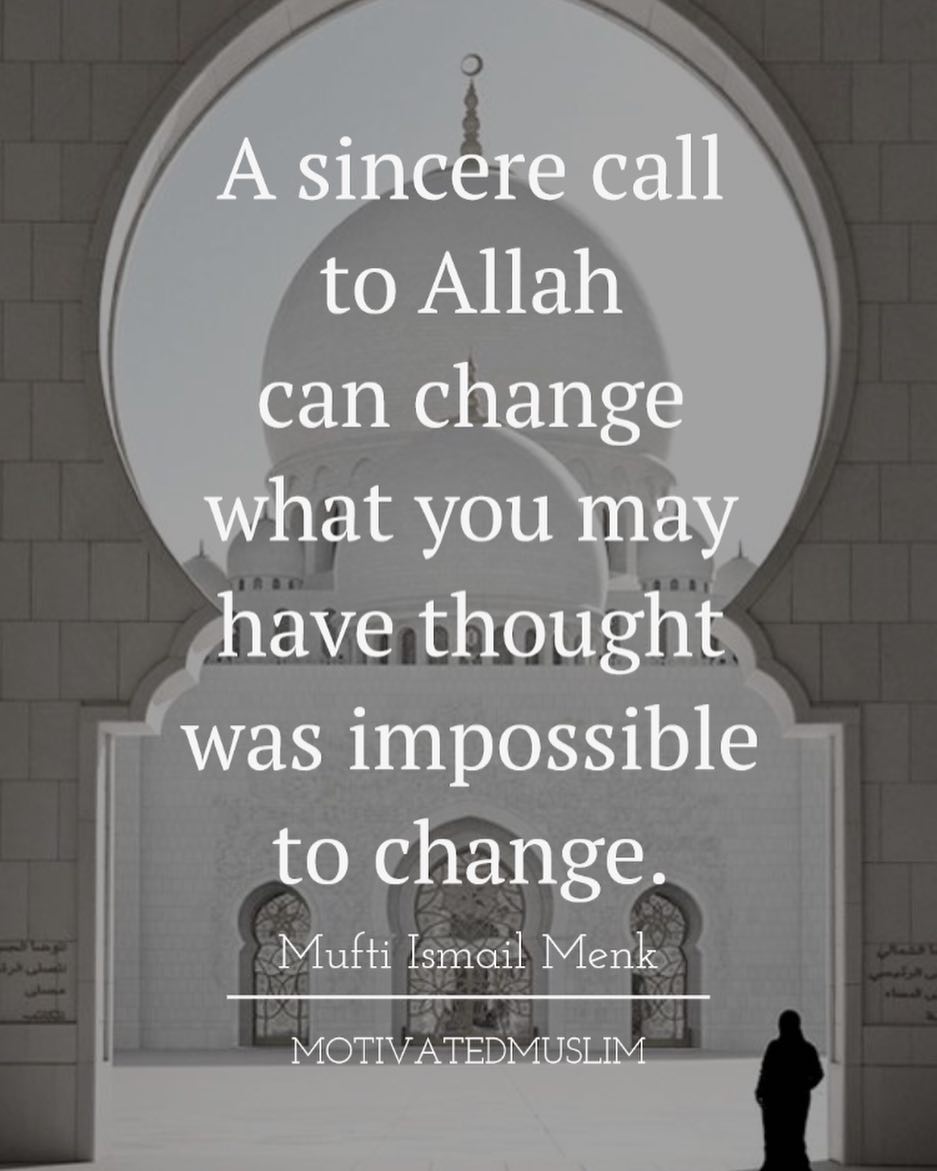 A sincere call
to Allah
can change
what you may
have thought
was impossible
to change.
Mufti Ismail Menk
MOTIVATEDMUSLIM